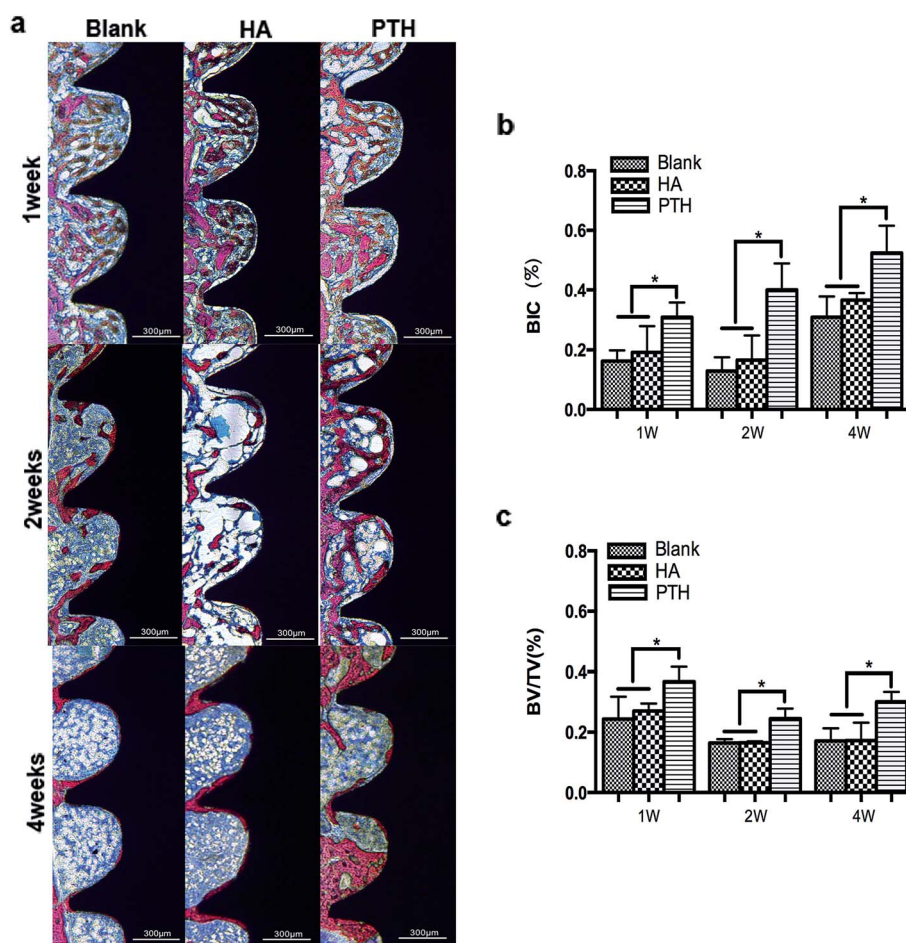 a
Blank HA PTH
1week
300μm 300μm 300μm
2weeks
300μm 300μm 300μm
4weeks
300μm 300μm 300μm
b
Blank
HA
PTH
BIC (%)
0.8
0.6
0.4
0.2
0.0
* * *
1W 2W 4W
c
Blank
HA
PTH
BV/TV(%)
0.8
0.6
0.4
0.2
0.0
* * *
1W 2W 4W